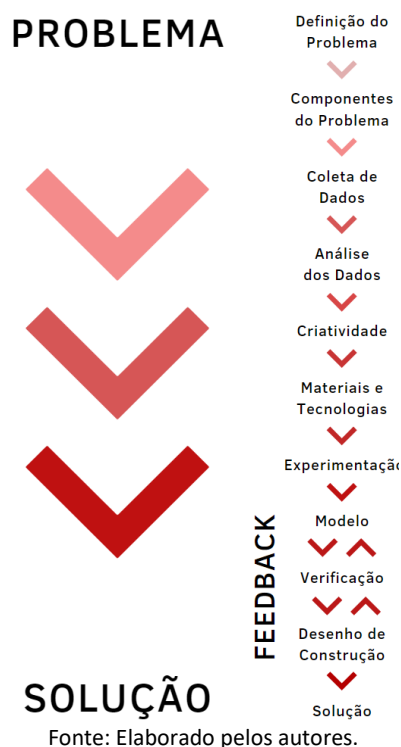 PROBLEMA
Definição do
Problema
Componentes
do Problema
Coleta de
Dados
Análise
dos Dados
Criatividade
Materiais e
Tecnologias
Experimentação
Modelo
Verificação
Desenho de
Construção
Solução
FEEDBACK
SOLUÇÃO
Fonte: Elaborado pelos autores.